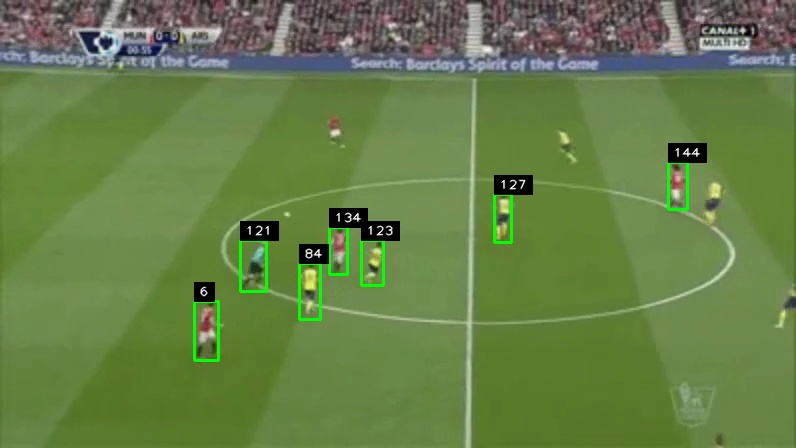 MUN 0-0 ARS
00:55
CANAL+ 1
MULTI HD
Search: Barclays Spirit of the Game
Search: Barclays Spirit of the Game
Search: B
144
127
134
121
123
84
6